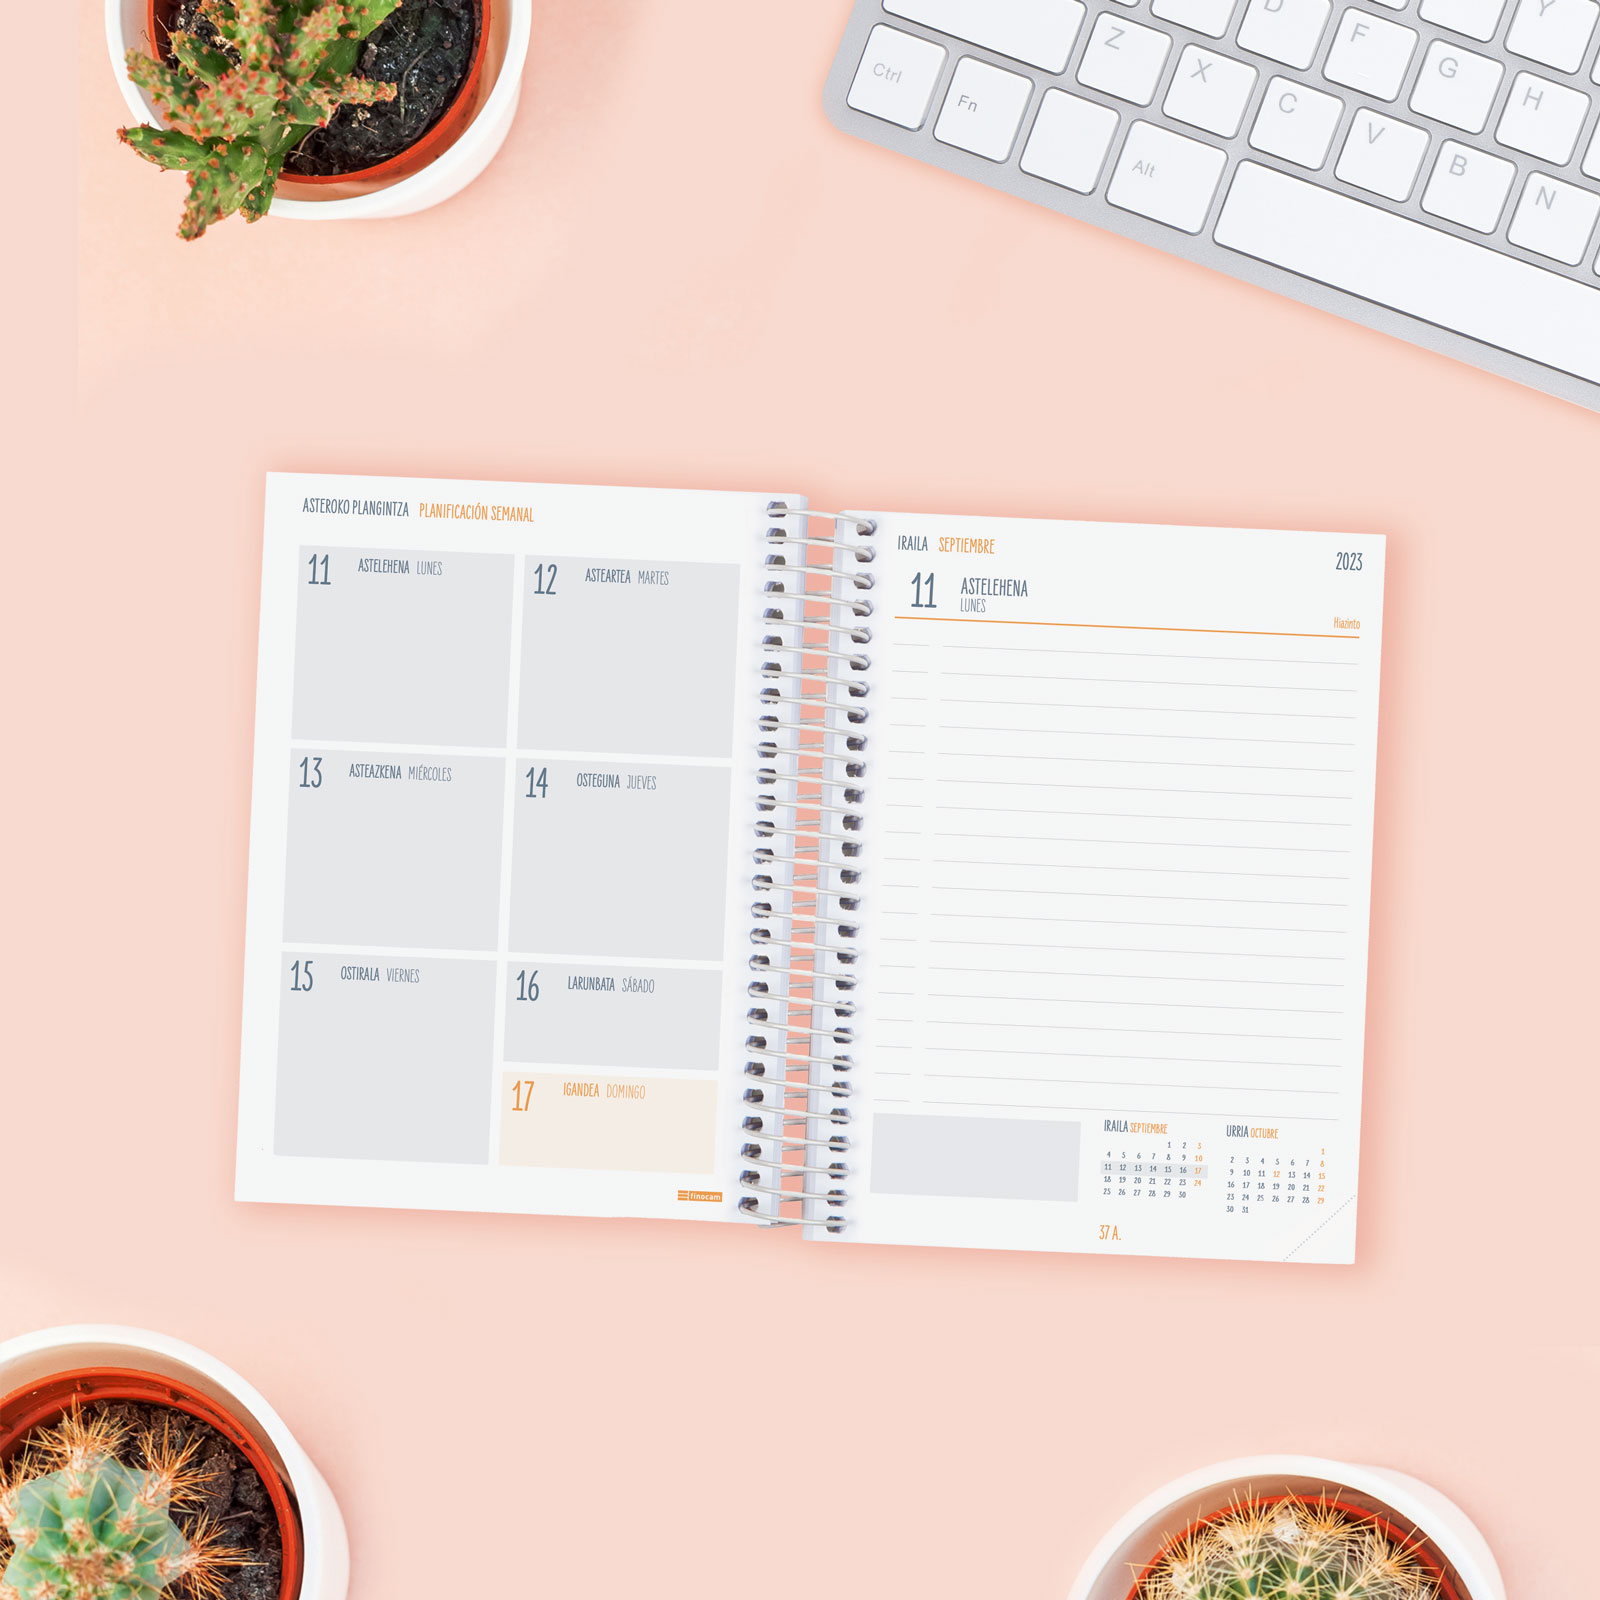 D F Y
Z X G H
Ctrl Fn C V B N
Alt
ASTEROKO PLANGINTZA PLANIFICACIÓN SEMANAL
11 ASTELEHENA LUNES
12 ASTEARTEA MARTES
13 ASTEAZKENA MIÉRCOLES
14 OSTEGUNA JUEVES
15 OSTIRALA VIERNES
16 LARUNBATA SÁBADO
17 IGANDEA DOMINGO
finocam
IRAILA SEPTIEMBRE 2023
11 ASTELEHENA
LUNES
Hiazinto
IRAILA SEPTIEMBRE
1 2 3
4 5 6 7 8 9 10
11 12 13 14 15 16 17
18 19 20 21 22 23 24
25 26 27 28 29 30
URRIA OCTUBRE
1
2 3 4 5 6 7 8
9 10 11 12 13 14 15
16 17 18 19 20 21 22
23 24 25 26 27 28 29
30 31
37 A.